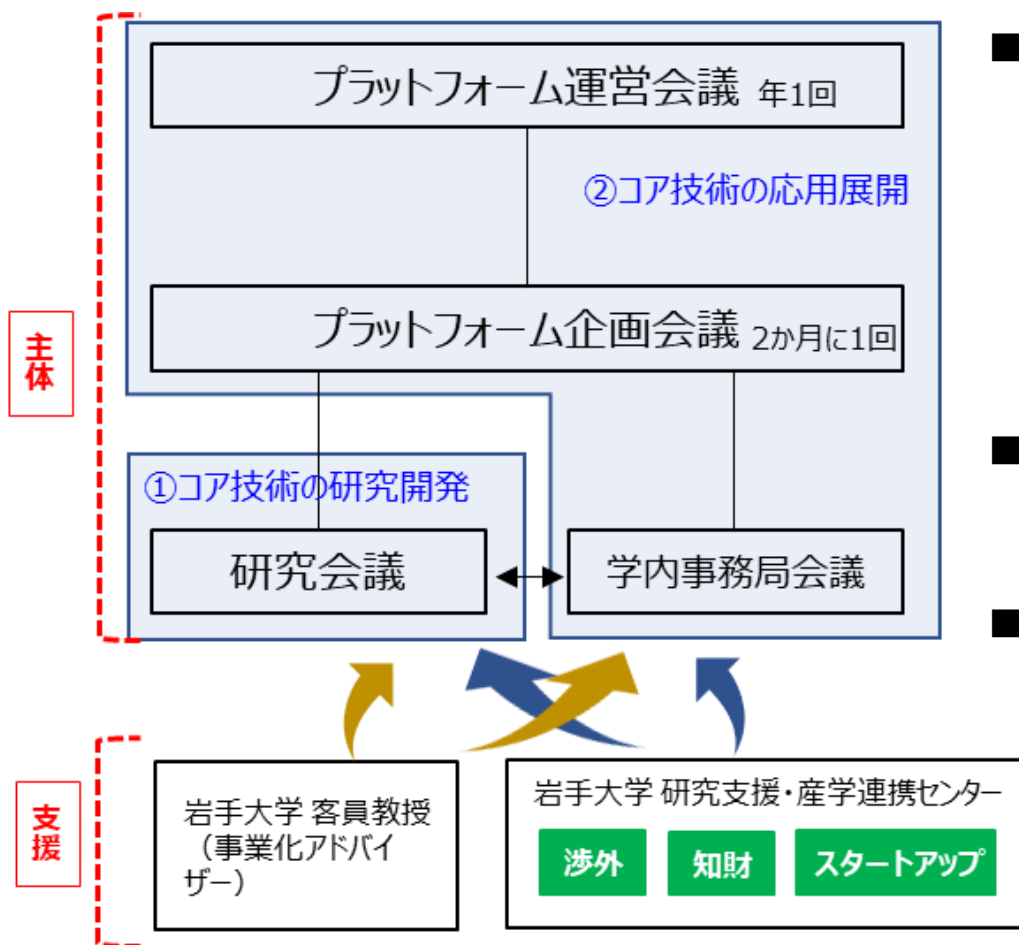 プラットフォーム運営会議 年1回
②コア技術の応用展開
プラットフォーム企画会議 2か月に1回
主体
①コア技術の研究開発
研究会議
学内事務局会議
支援
岩手大学 客員教授
（事業化アドバイ
ザー）
岩手大学 研究支援・産学連携センター
渉外
知財
スタートアップ